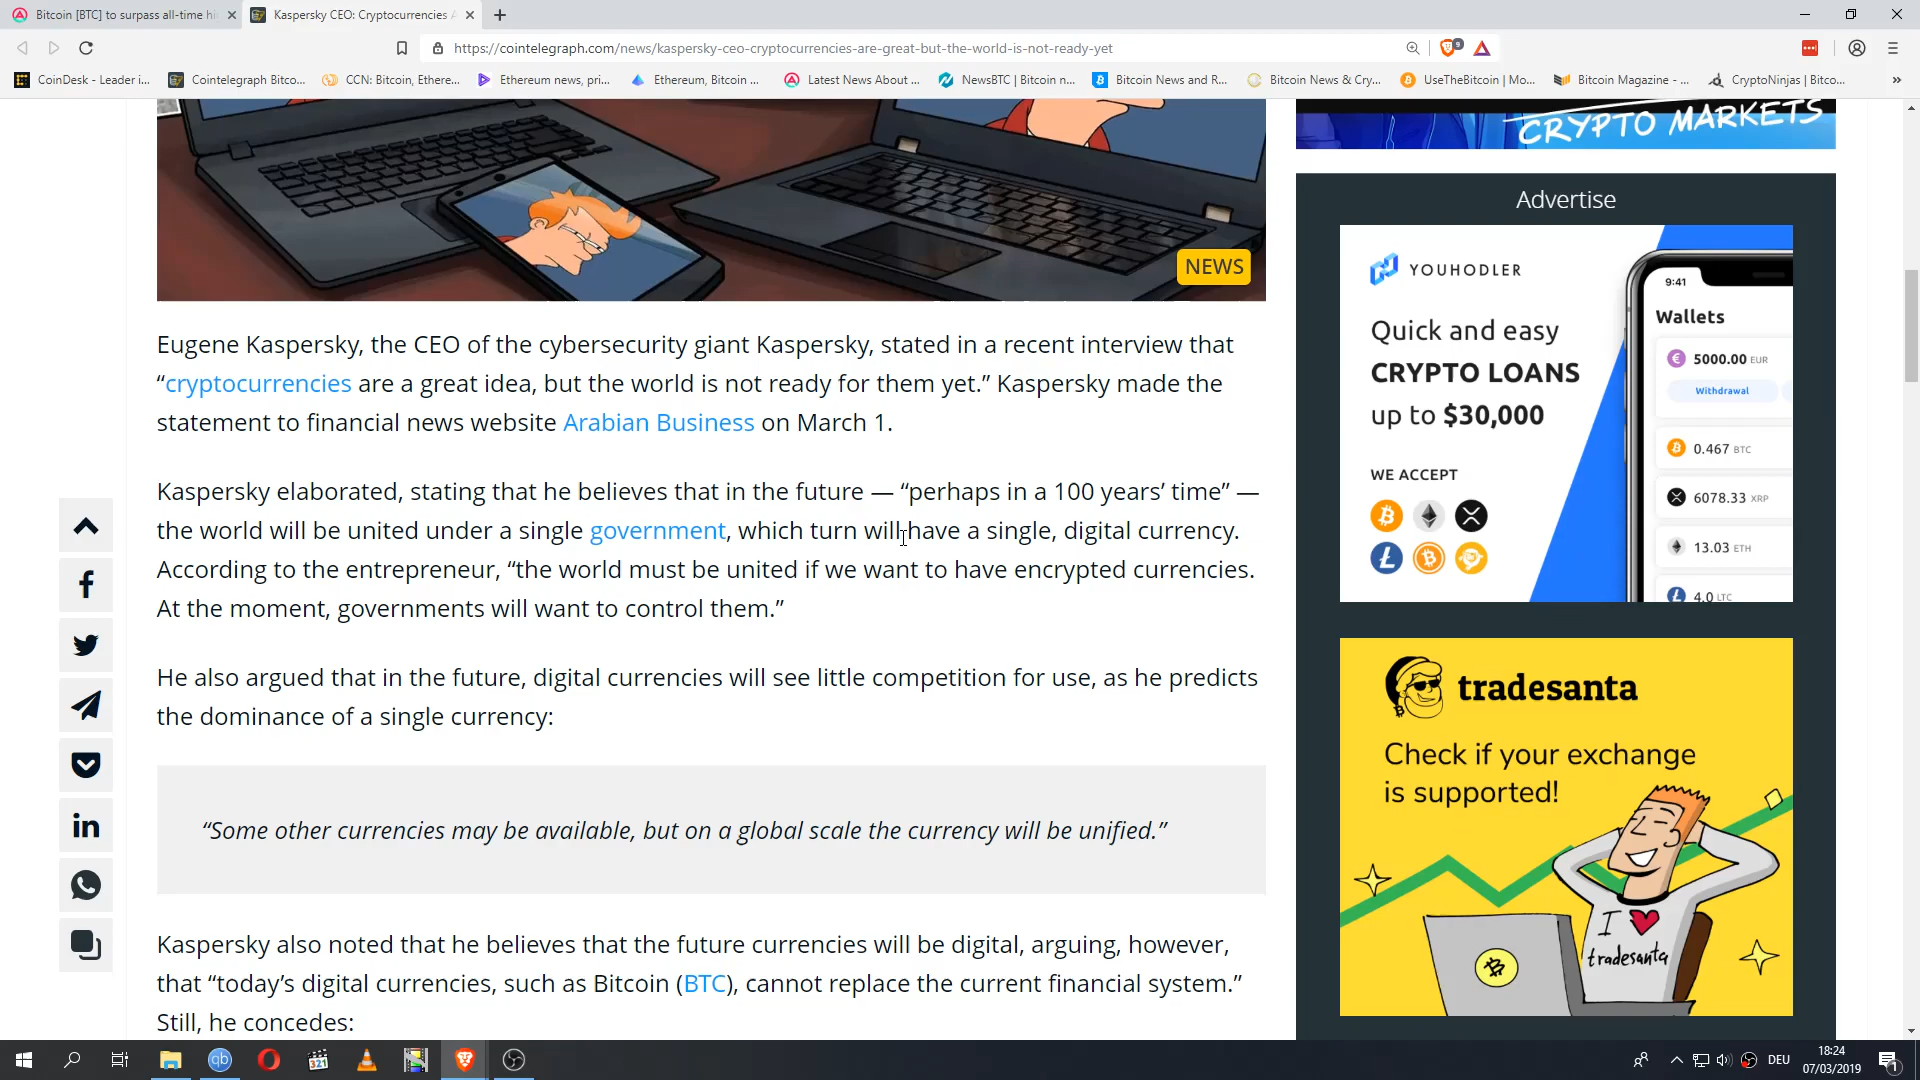 Bitcoin [BTC] to surpass all-time hi
Kaspersky CEO: Cryptocurrencies A
https://cointelegraph.com/news/kaspersky-ceo-cryptocurrencies-are-great-but-the-world-is-not-ready-yet
9
CoinDesk - Leader i...
Cointelegraph Bitco...
CCN: Bitcoin, Ethere...
Ethereum news, pri...
Ethereum, Bitcoin ...
Latest News About ...
NewsBTC | Bitcoin n...
Bitcoin News and R...
Bitcoin News & Cry...
UseTheBitcoin | Mo...
Bitcoin Magazine - ...
CryptoNinjas | Bitco...
»
NEWS
Eugene Kaspersky, the CEO of the cybersecurity giant Kaspersky, stated in a recent interview that
“cryptocurrencies are a great idea, but the world is not ready for them yet.” Kaspersky made the
statement to financial news website Arabian Business on March 1.
Kaspersky elaborated, stating that he believes that in the future — “perhaps in a 100 years’ time” —
the world will be united under a single government, which turn will have a single, digital currency.
According to the entrepreneur, “the world must be united if we want to have encrypted currencies.
At the moment, governments will want to control them.”
He also argued that in the future, digital currencies will see little competition for use, as he predicts
the dominance of a single currency:
“Some other currencies may be available, but on a global scale the currency will be unified.”
Kaspersky also noted that he believes that the future currencies will be digital, arguing, however,
that “today’s digital currencies, such as Bitcoin (BTC), cannot replace the current financial system.”
Still, he concedes:
CRYPTO MARKETS
Advertise
YOUHODLER
Quick and easy
CRYPTO LOANS
up to $30,000
WE ACCEPT
9:41
Wallets
5000.00 EUR
Withdrawal
0.467 BTC
6078.33 XRP
13.03 ETH
4.0 LTC
tradesanta
Check if your exchange
is supported!
I
tradesanta
qb
321
DEU
18:24
07/03/2019
1